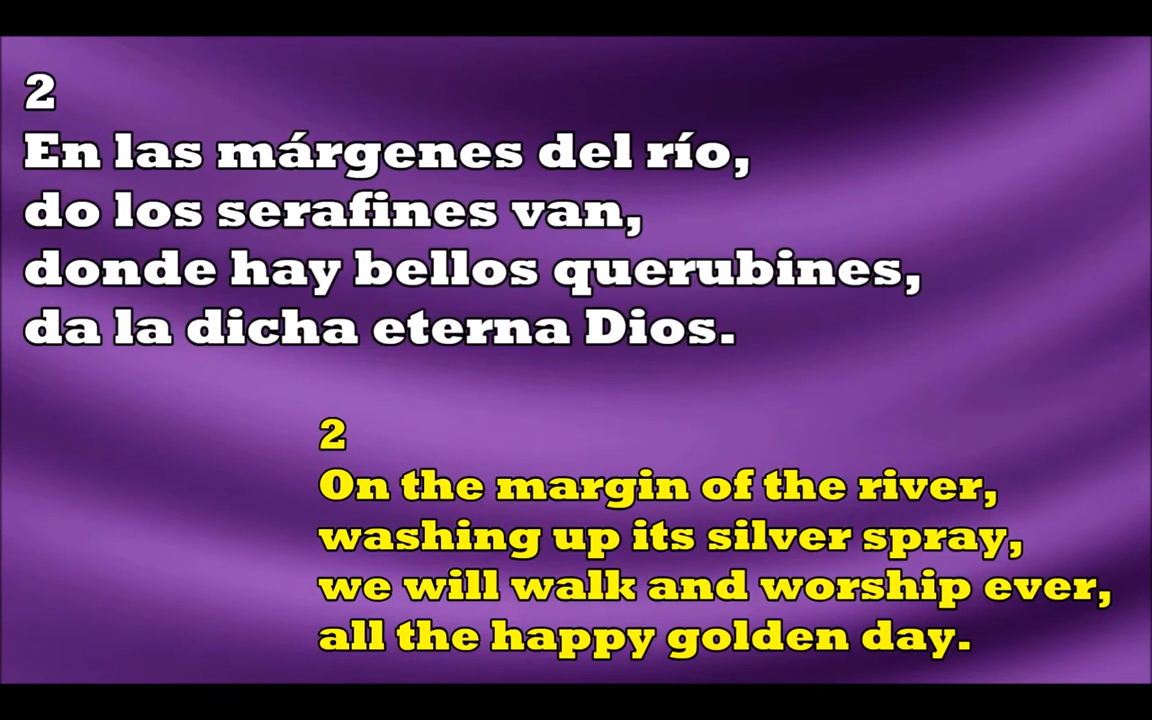 2
En las márgenes del río,
do los serafines van,
donde hay bellos querubines,
da la dicha eterna Dios.
2
On the margin of the river,
washing up its silver spray,
we will walk and worship ever,
all the happy golden day.